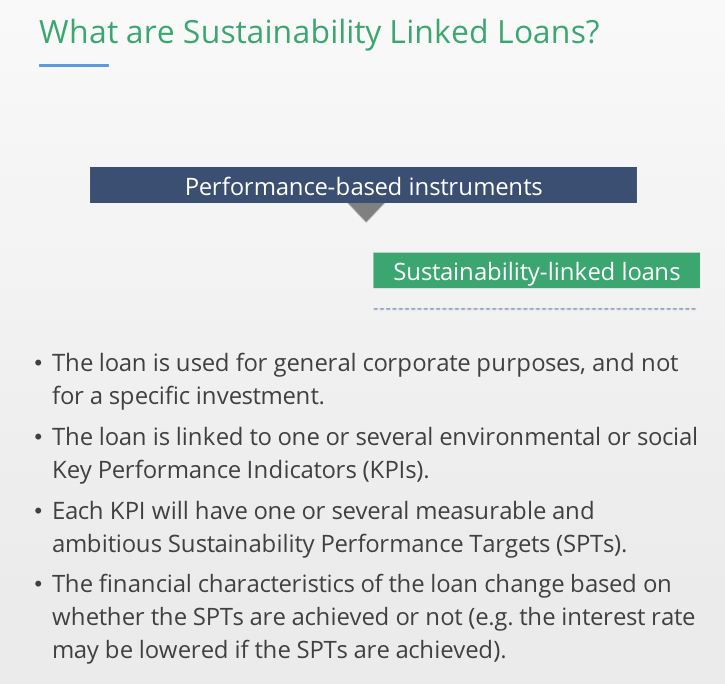 What are Sustainability Linked Loans?
Performance-based instruments
Sustainability-linked loans
• The loan is used for general corporate purposes, and not
for a specific investment.
• The loan is linked to one or several environmental or social
Key Performance Indicators (KPIs).
• Each KPI will have one or several measurable and
ambitious Sustainability Performance Targets (SPTs).
• The financial characteristics of the loan change based on
whether the SPTs are achieved or not (e.g. the interest rate
may be lowered if the SPTs are achieved).